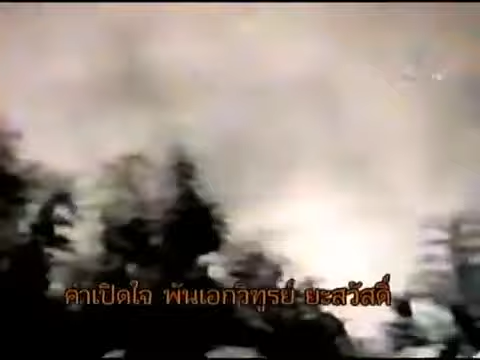 คำเปิดใจ พันเอกวิทูรย์ ยะสวัสดิ์